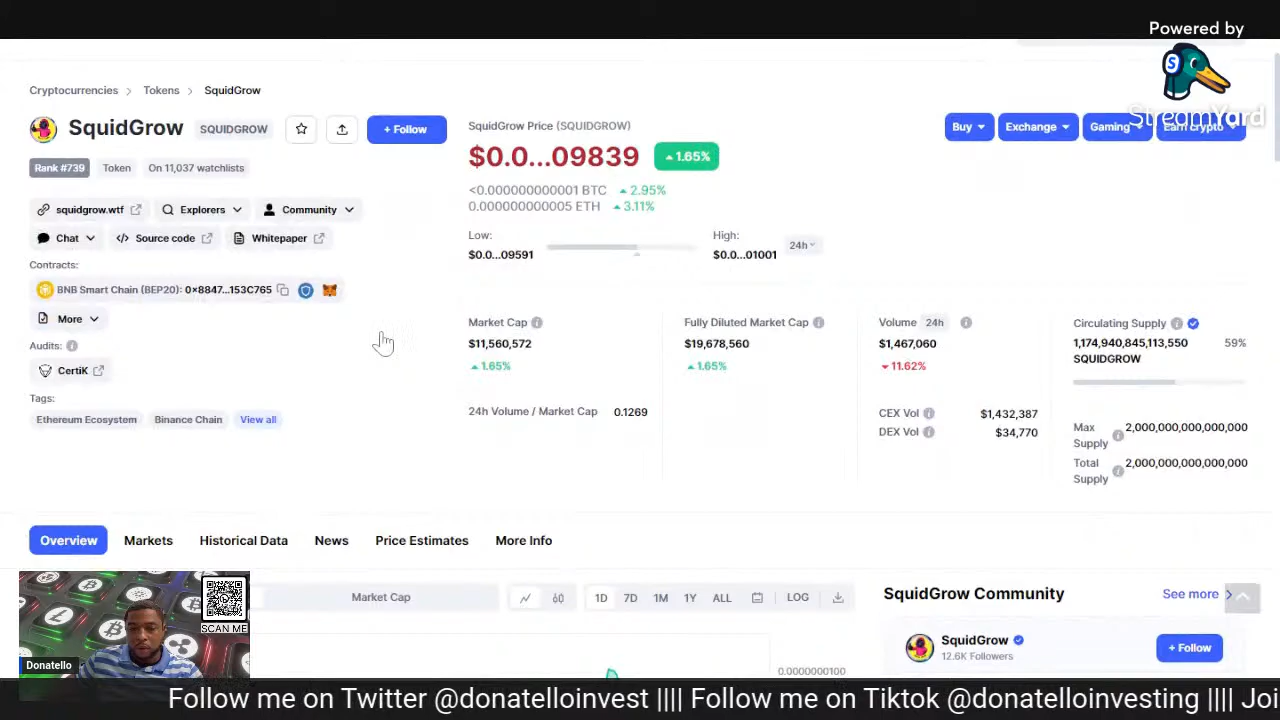 Powered by
StreamYard
Cryptocurrencies > Tokens > SquidGrow
SquidGrow SQUIDGROW + Follow
Rank #739 Token On 11,037 watchlists
squidgrow.wtf Explorers Community
Chat Source code Whitepaper
Contracts:
BNB Smart Chain (BEP20): 0x8847...153C765
More
Audits:
CertiK
Tags:
Ethereum Ecosystem Binance Chain View all
SquidGrow Price (SQUIDGROW)
$0.0...09839 1.65%
<0.000000000001 BTC 2.95%
0.000000000005 ETH 3.11%
Low: High:
$0.0...09591 $0.0...01001 24h
Buy Exchange Gaming Earn crypto
Market Cap
$11,560,572
1.65%
24h Volume / Market Cap 0.1269
Fully Diluted Market Cap
$19,678,560
1.65%
Volume 24h
$1,467,060
11.62%
CEX Vol $1,432,387
DEX Vol $34,770
Circulating Supply
1,174,940,845,113,550 59%
SQUIDGROW
Max Supply 2,000,000,000,000,000
Total Supply 2,000,000,000,000,000
Overview Markets Historical Data News Price Estimates More Info
Market Cap 1D 7D 1M 1Y ALL LOG
0.0000000100
SquidGrow Community See more >
SquidGrow
12.6K Followers
+ Follow
SCAN ME
Donatello
Follow me on Twitter @donatelloinvest |||| Follow me on Tiktok @donatelloinvesting |||| Joi